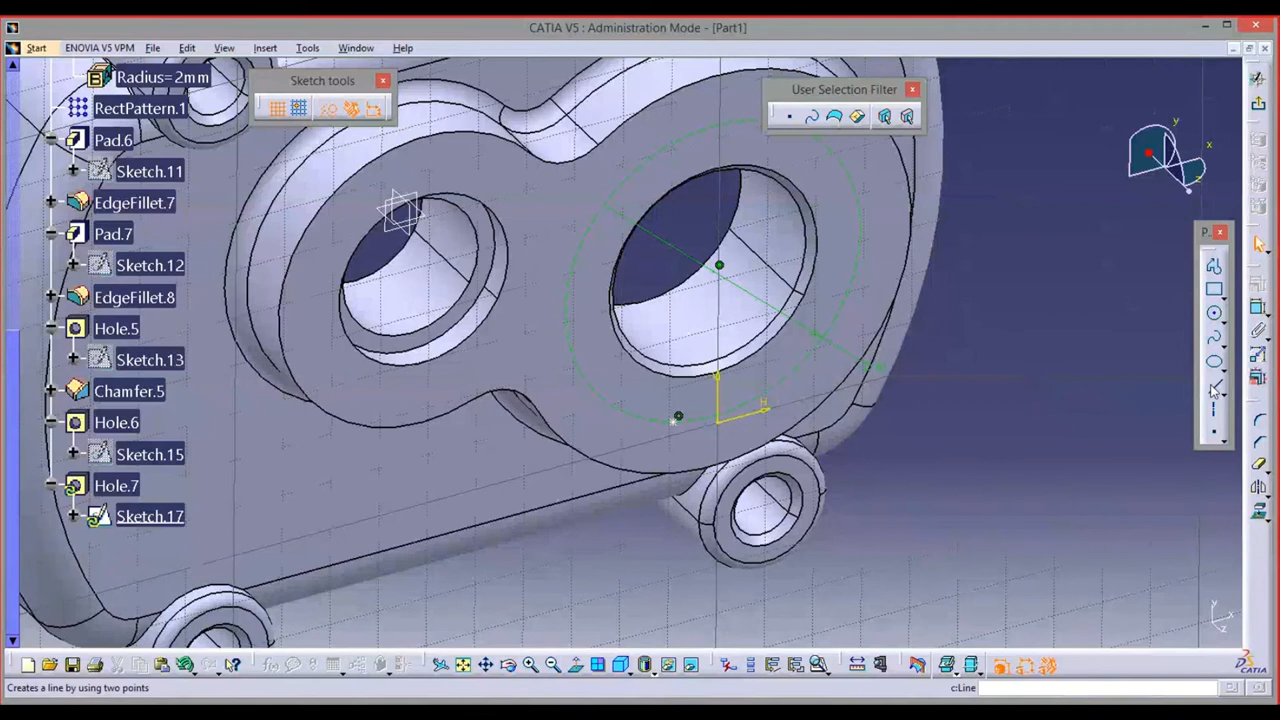 CATIA V5 : Administration Mode - [Part1]
Start ENOVIA V5 VPM File Edit View Insert Tools Window Help
Radius=2mm
Sketch tools
User Selection Filter
RectPattern.1
Pad.6
Sketch.11
EdgeFillet.7
Pad.7
Sketch.12
EdgeFillet.8
Hole.5
Sketch.13
Chamfer.5
Hole.6
Sketch.15
Hole.7
Sketch.17
y
x
z
P..
H
y
x
z
CATIA
Creates a line by using two points
c:Line